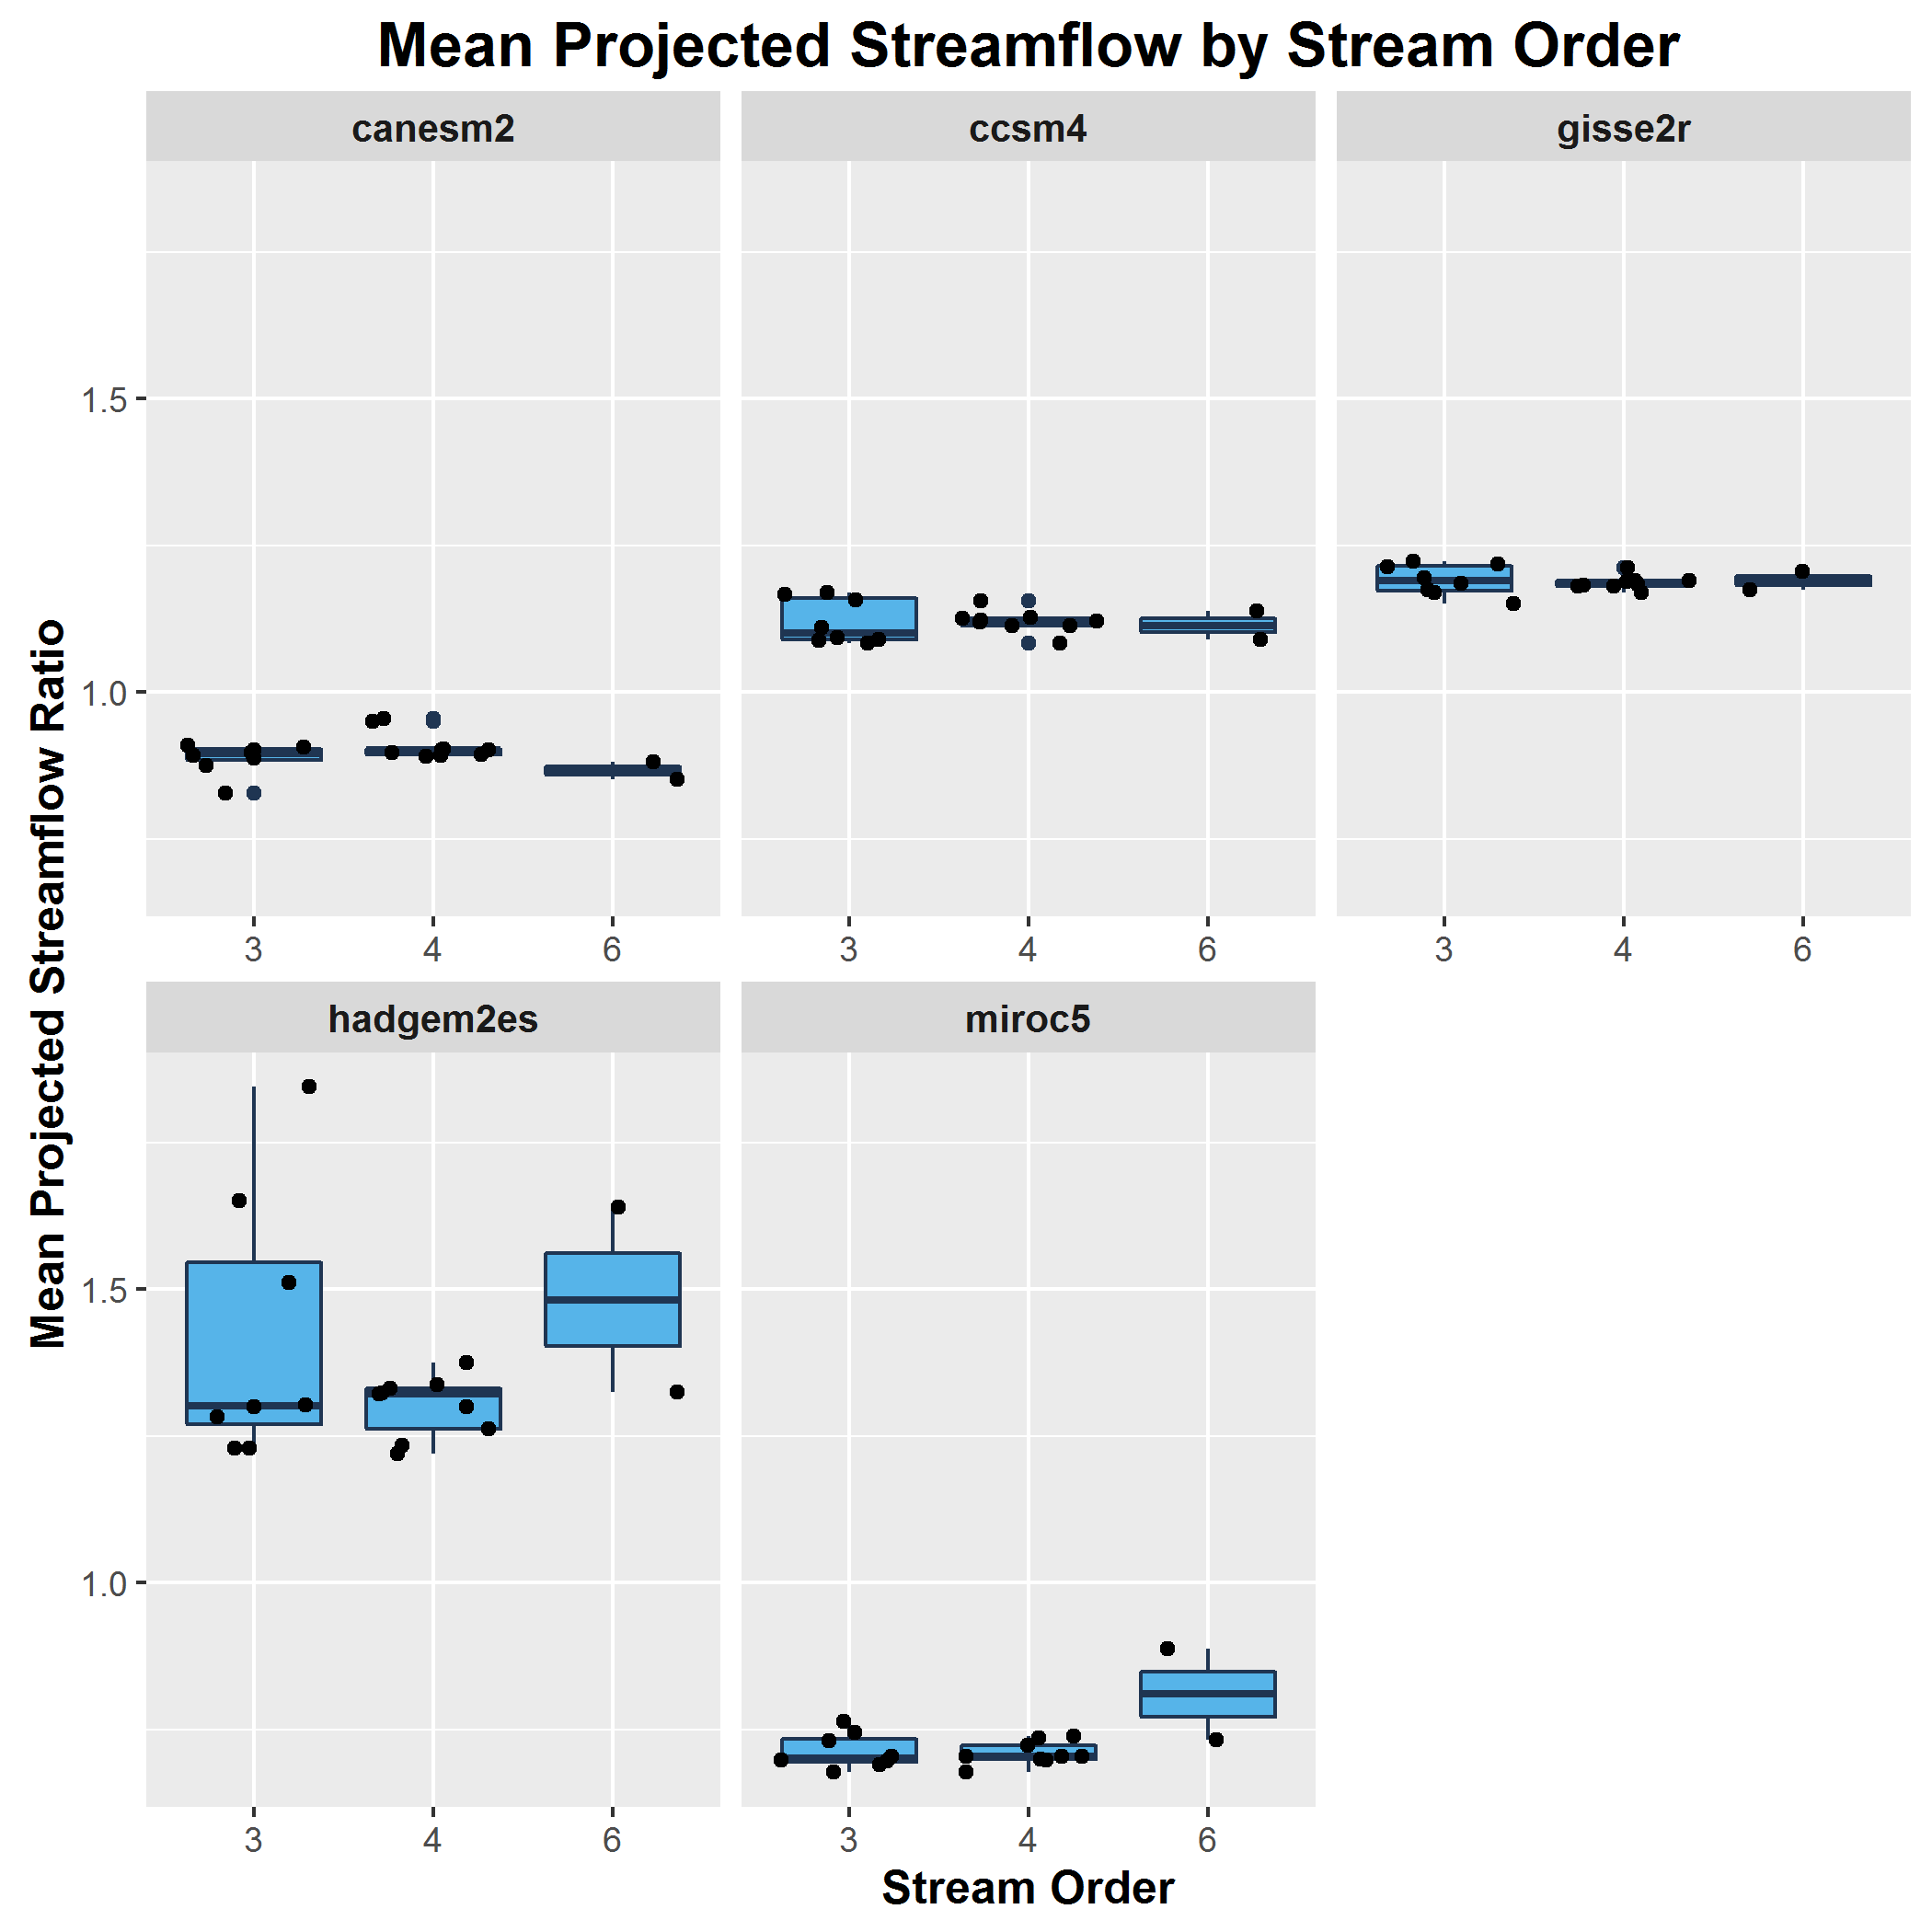 Mean Projected Streamflow by Stream Order
canesm2
ccsm4
gisse2r
1.5
1.0
3 4 6
3 4 6
3 4 6
Mean Projected Streamflow Ratio
hadgem2es
miroc5
1.5
1.0
3 4 6
3 4 6
Stream Order